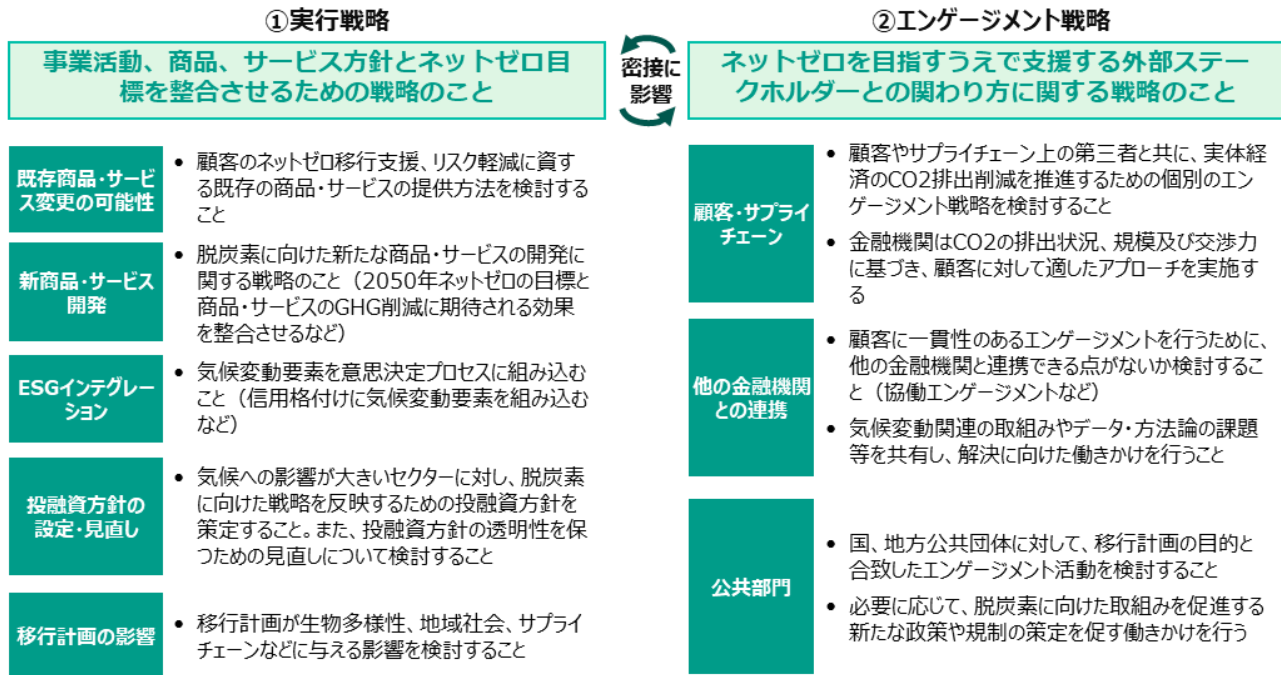 ①実行戦略
事業活動、商品、サービス方針とネットゼロ目
標を整合させるための戦略のこと
既存商品・サービ
ス変更の可能性
• 顧客のネットゼロ移行支援、リスク軽減に資す
る既存の商品・サービスの提供方法を検討する
こと
新商品・サービス
開発
• 脱炭素に向けた新たな商品・サービスの開発に
関する戦略のこと（2050年ネットゼロの目標と
商品・サービスのGHG削減に期待される効果
を整合させるなど）
ESGインテグレー
ション
• 気候変動要素を意思決定プロセスに組み込む
こと（信用格付けに気候変動要素を組み込む
など）
投融資方針の
設定・見直し
• 気候への影響が大きいセクターに対し、脱炭素
に向けた戦略を反映するための投融資方針を
策定すること。また、投融資方針の透明性を保
つための見直しについて検討すること
移行計画の影響
• 移行計画が生物多様性、地域社会、サプライ
チェーンなどに与える影響を検討すること
密接に
影響
②エンゲージメント戦略
ネットゼロを目指すうえで支援する外部ステー
クホルダーとの関わり方に関する戦略のこと
顧客・サプライ
チェーン
• 顧客やサプライチェーン上の第三者と共に、実体経
済のCO2排出削減を推進するための個別のエン
ゲージメント戦略を検討すること
• 金融機関はCO2の排出状況、規模及び交渉力
に基づき、顧客に対して適したアプローチを実施す
る
他の金融機関
との連携
• 顧客に一貫性のあるエンゲージメントを行うために、
他の金融機関と連携できる点がないか検討するこ
と（協働エンゲージメントなど）
• 気候変動関連の取組みやデータ・方法論の課題
等を共有し、解決に向けた働きかけを行うこと
公共部門
• 国、地方公共団体に対して、移行計画の目的と
合致したエンゲージメント活動を検討すること
• 必要に応じて、脱炭素に向けた取組みを促進する
新たな政策や規制の策定を促す働きかけを行う